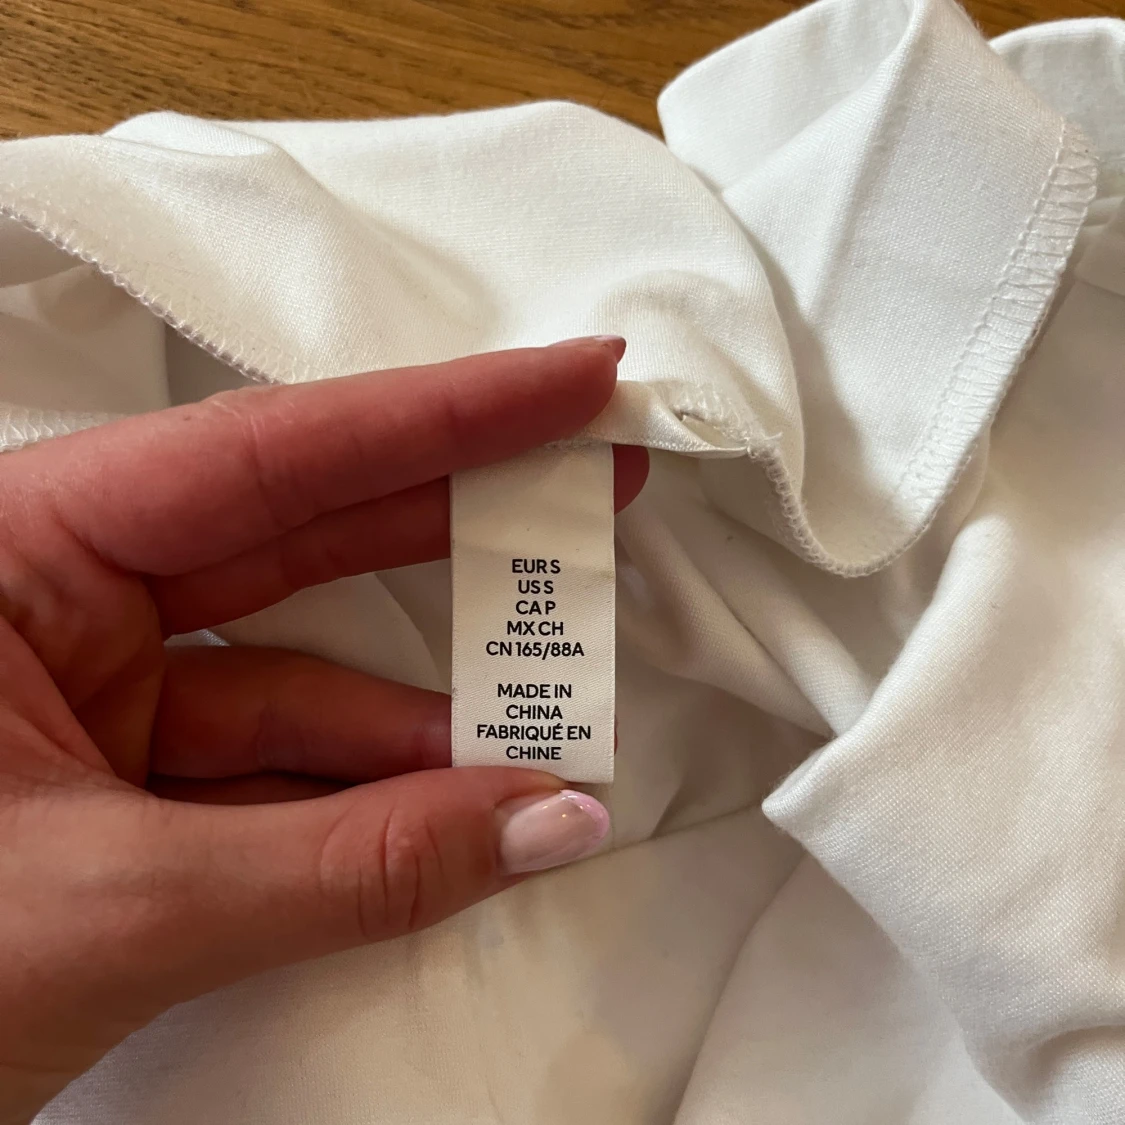 EUR S
US S
CA P
MX CH
CN 165/88A
MADE IN
CHINA
FABRIQUÉ EN
CHINE